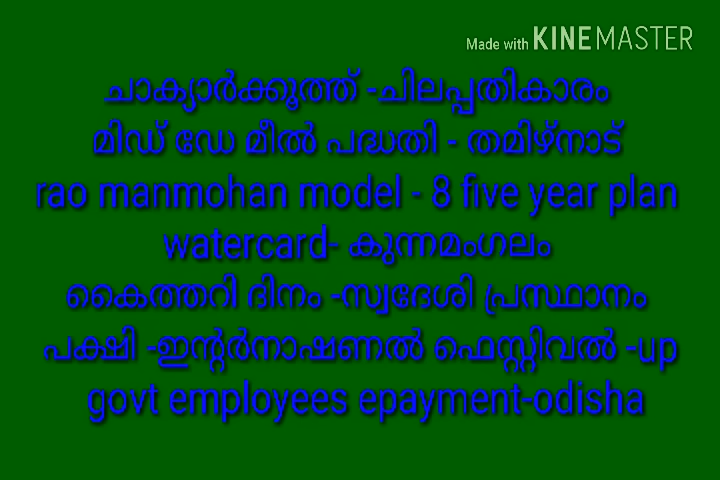 Made with KINEMASTER
ചാക്യാർക്കൂത്ത് -ചിലപ്പതികാരം
മിഡ് ഡേ മീൽ പദ്ധതി - തമിഴ്നാട്
rao manmohan model - 8 five year plan
watercard- കുന്നമംഗലം
കൈത്തറി ദിനം -സ്വദേശി പ്രസ്ഥാനം
പക്ഷി -ഇന്റർനാഷണൽ ഫെസ്റ്റിവൽ -up
govt employees epayment-odisha